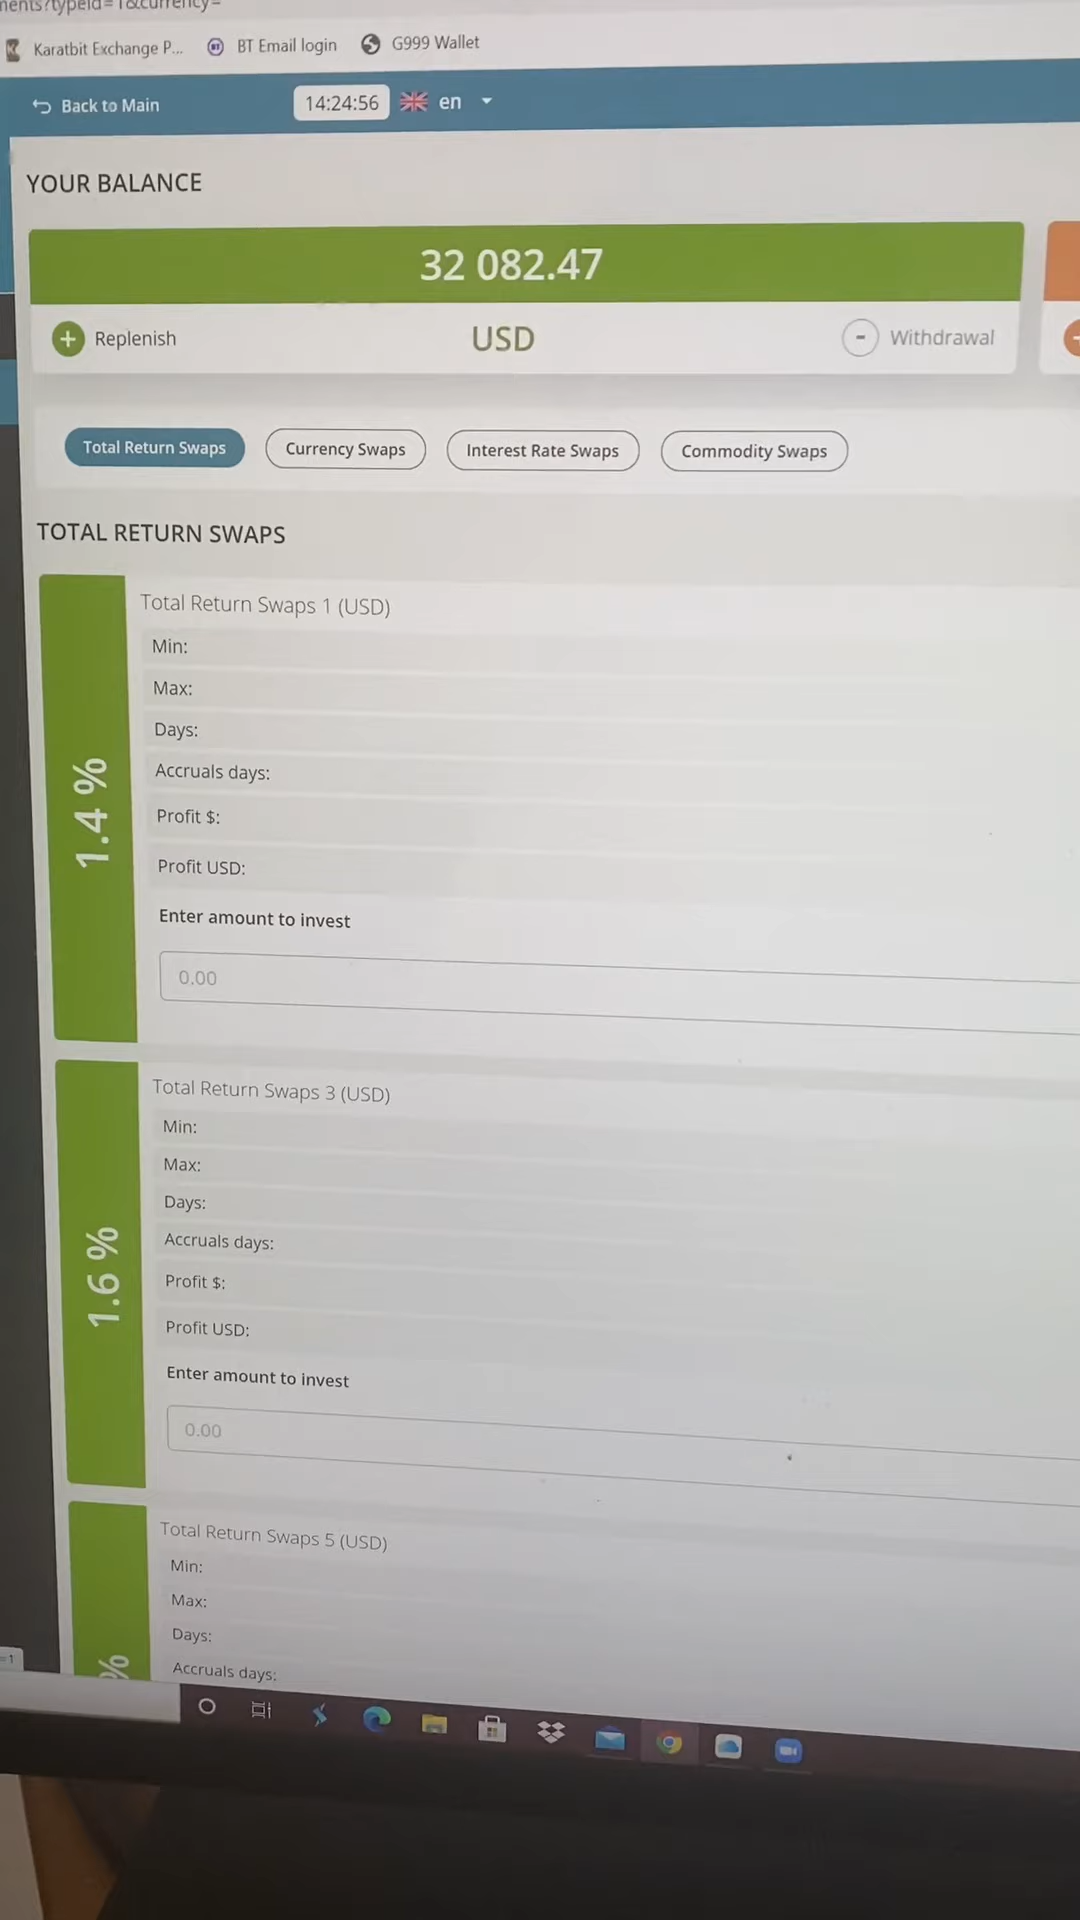 Karatbit Exchange P...
BT Email login
G999 Wallet
Back to Main
14:24:56
en
YOUR BALANCE
32 082.47
Replenish
USD
Withdrawal
Total Return Swaps
Currency Swaps
Interest Rate Swaps
Commodity Swaps
TOTAL RETURN SWAPS
1.4 %
Total Return Swaps 1 (USD)
Min:
Max:
Days:
Accruals days:
Profit $:
Profit USD:
Enter amount to invest
0.00
1.6 %
Total Return Swaps 3 (USD)
Min:
Max:
Days:
Accruals days:
Profit $:
Profit USD:
Enter amount to invest
0.00
%
Total Return Swaps 5 (USD)
Min:
Max:
Days:
Accruals days: